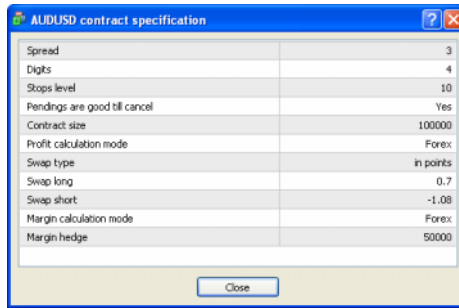 AUDUSD contract specification
Spread 3
Digits 4
Stops level 10
Pendings are good till cancel Yes
Contract size 100000
Profit calculation mode Forex
Swap type in points
Swap long 0.7
Swap short -1.08
Margin calculation mode Forex
Margin hedge 50000
Close